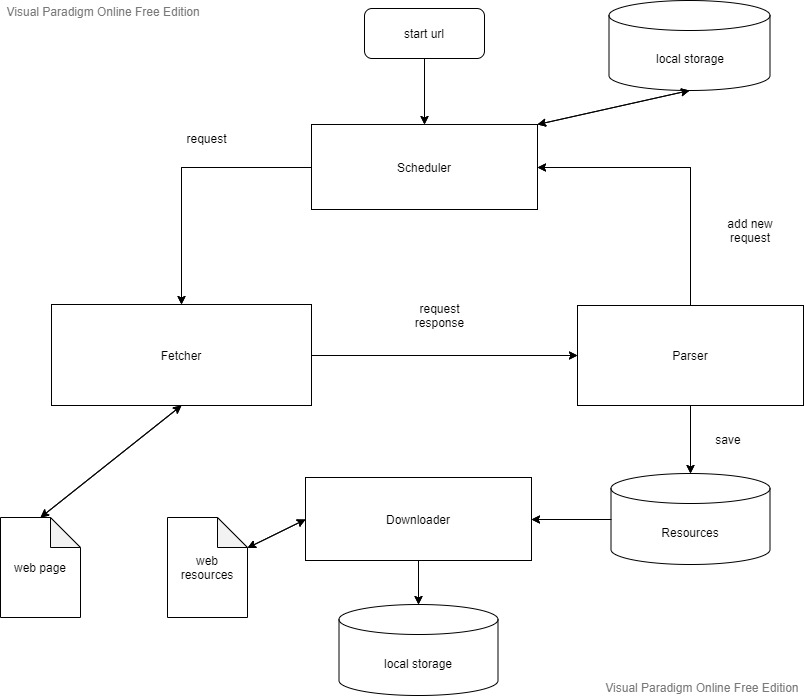 Visual Paradigm Online Free Edition
start url
local storage
request
Scheduler
add new
request
request
response
Fetcher
Parser
save
Downloader
Resources
web page
web
resources
local storage
Visual Paradigm Online Free Edition